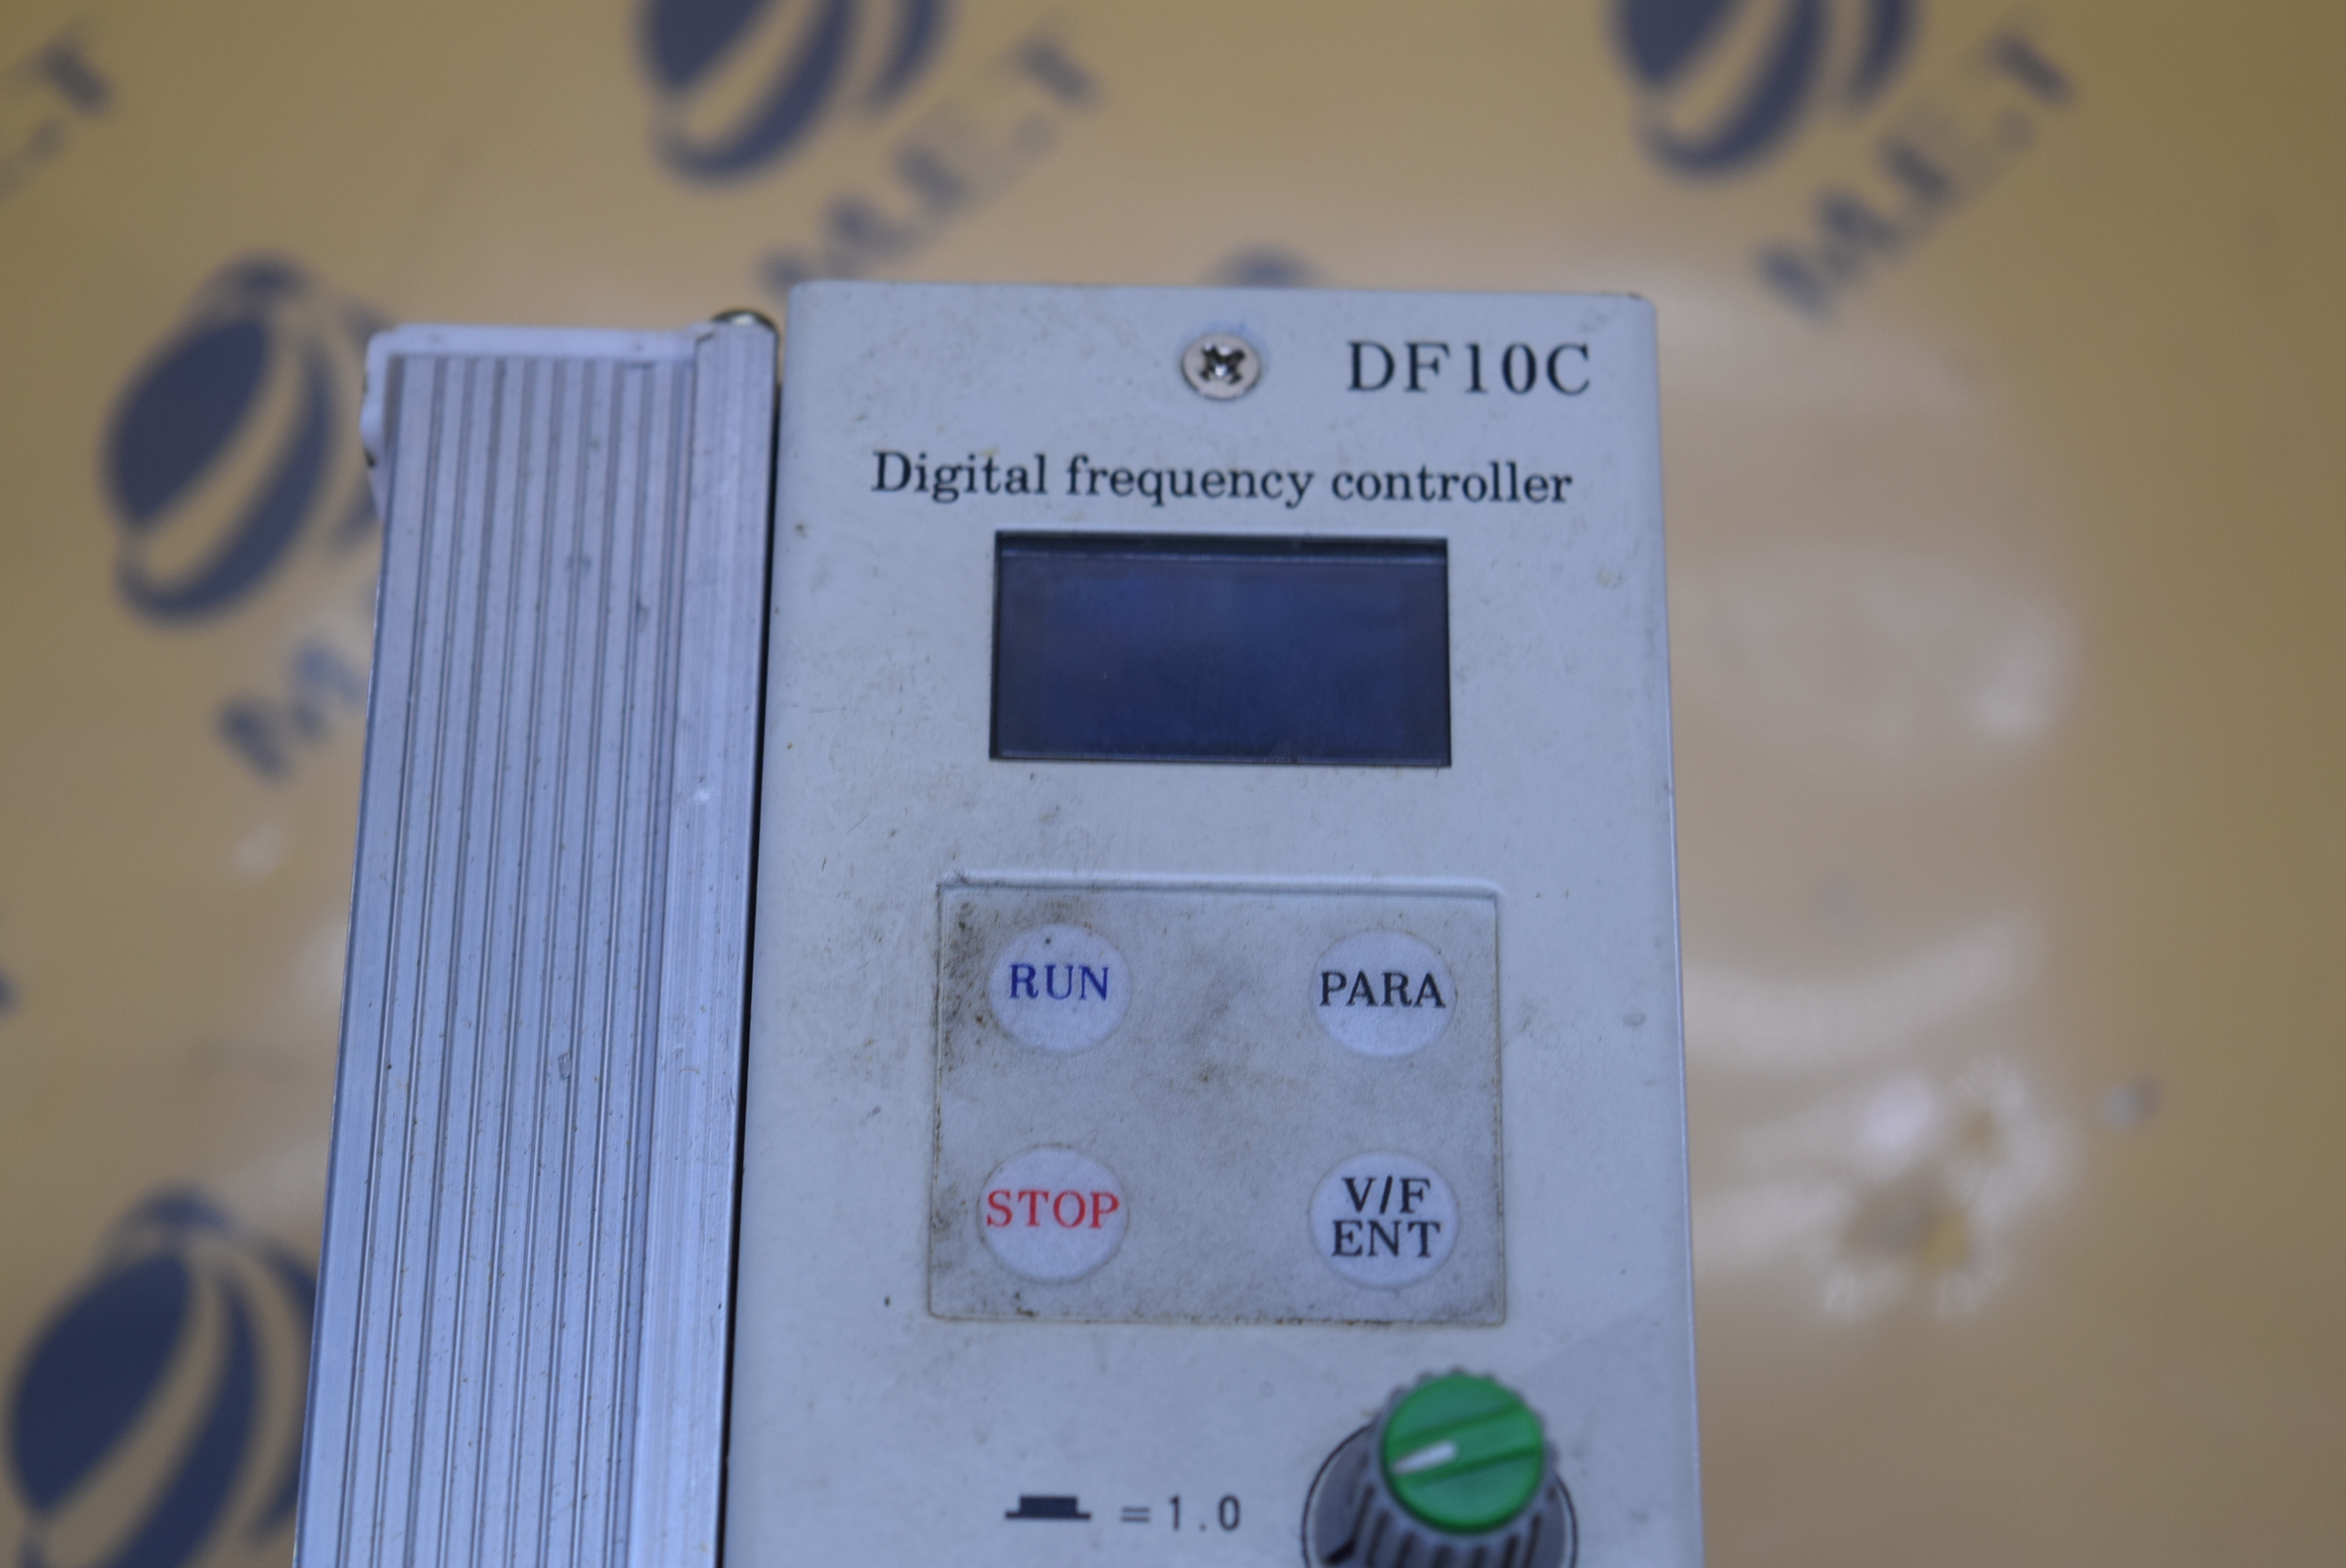 M.E.T
M.E.T
DF10C
Digital frequency controller
RUN
PARA
STOP
V/F
ENT
=1.0